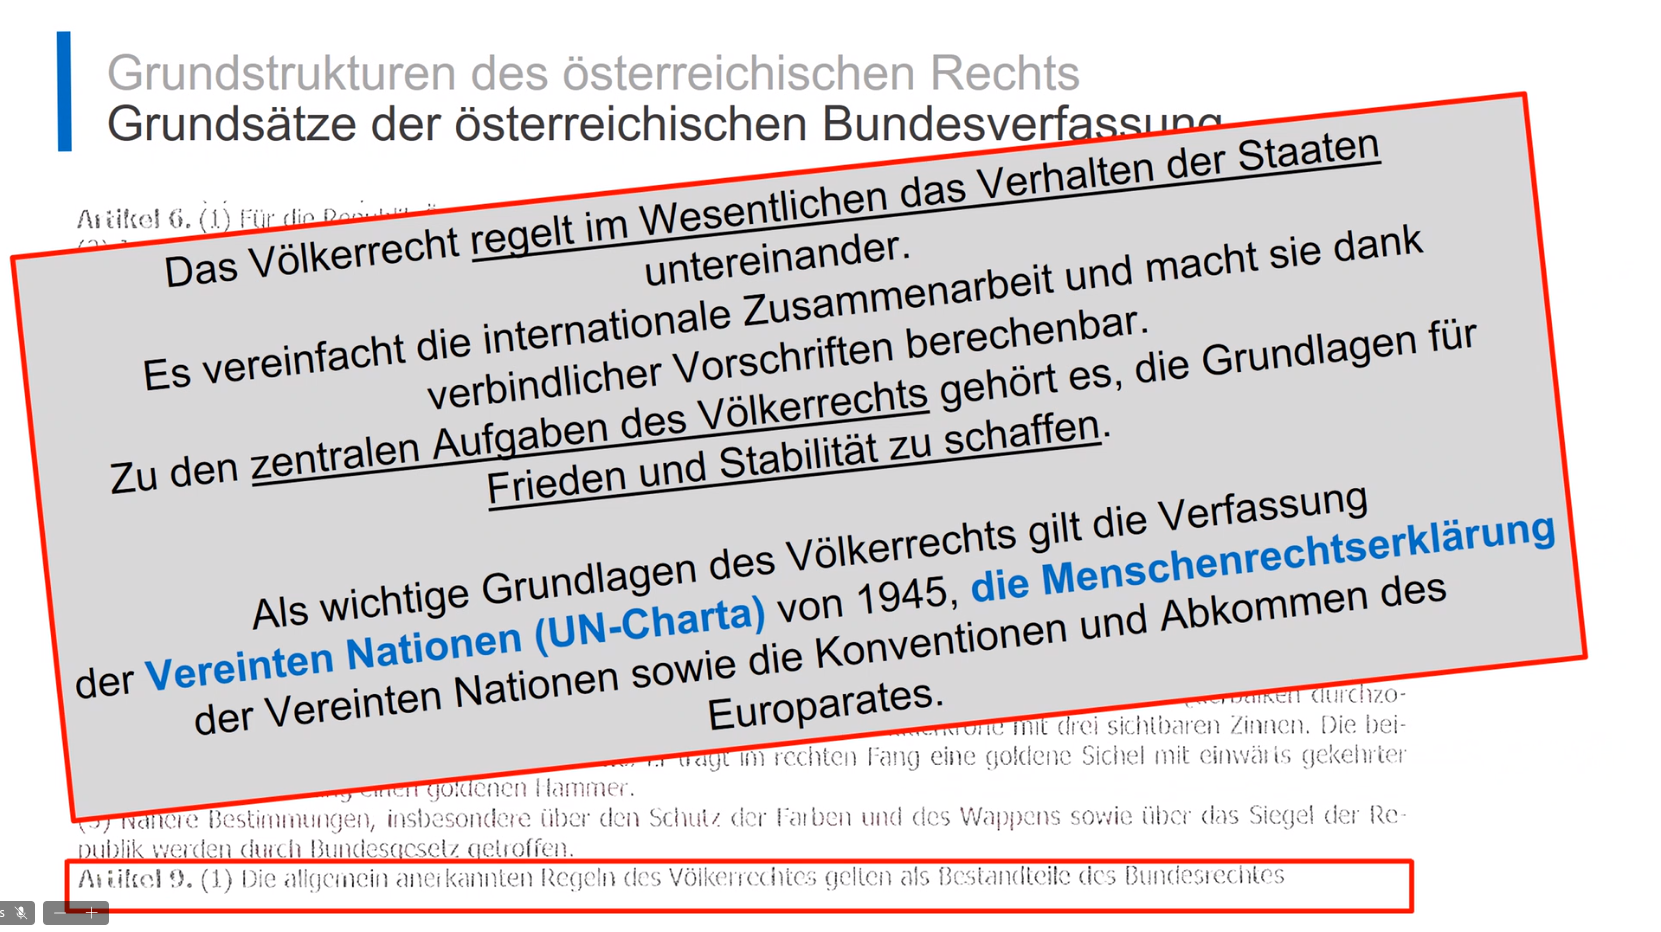 Grundstrukturen des österreichischen Rechts
Grundsätze der österreichischen Bundesverfassung
Artikel 6. (1) Für die Republik
Das Völkerrecht regelt im Wesentlichen das Verhalten der Staaten
untereinander.
Es vereinfacht die internationale Zusammenarbeit und macht sie dank
verbindlicher Vorschriften berechenbar.
Zu den zentralen Aufgaben des Völkerrechts gehört es, die Grundlagen für
Frieden und Stabilität zu schaffen.
Als wichtige Grundlagen des Völkerrechts gilt die Verfassung
der Vereinten Nationen (UN-Charta) von 1945, die Menschenrechtserklärung
der Vereinten Nationen sowie die Konventionen und Abkommen des
Europarates.
durchzo-
mit drei sichtbaren Zinnen. Die bei-
trägt im rechten Fang eine goldene Sichel mit einwärts gekehrter
einen goldenen Hammer.
(3) Nähere Bestimmungen, insbesondere über den Schutz der Farben und des Wappens sowie über das Siegel der Re-
publik werden durch Bundesgesetz getroffen.
Artikel 9. (1) Die allgemein anerkannten Regeln des Völkerrechtes gelten als Bestandteile des Bundesrechtes